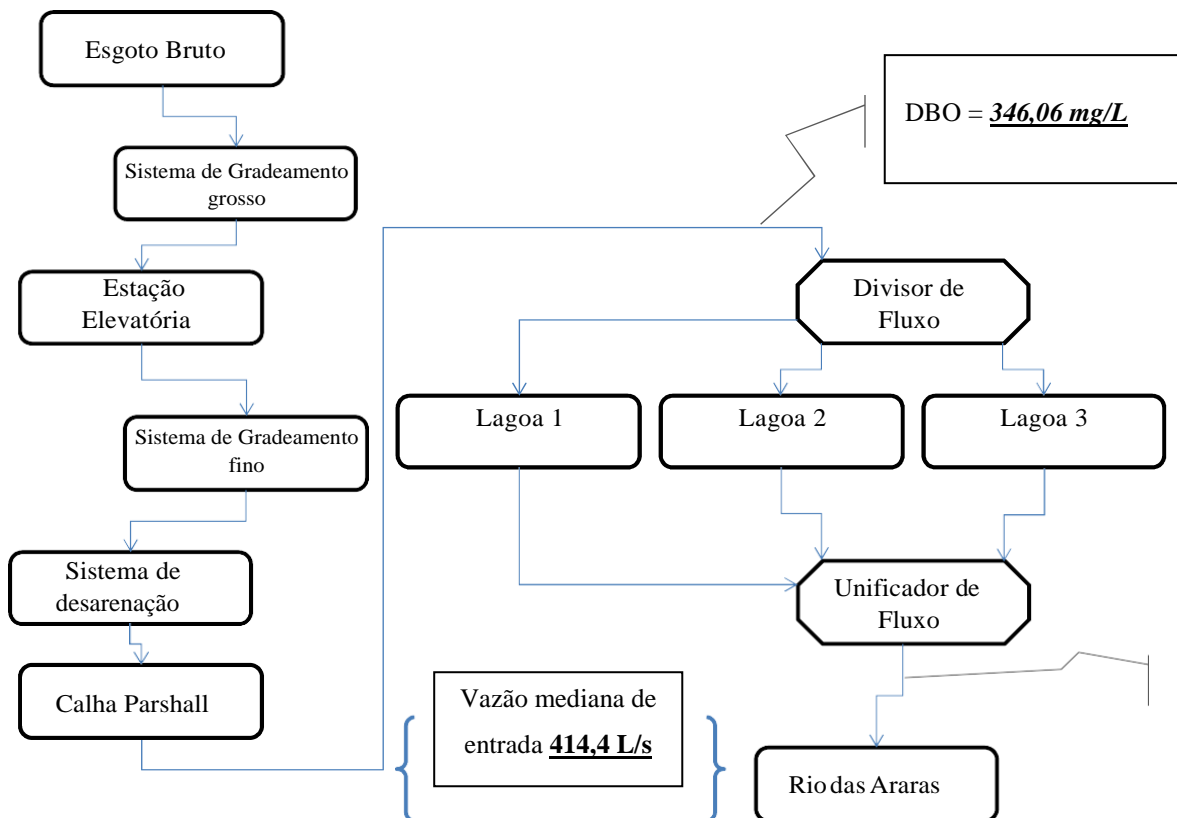 Esgoto Bruto
Sistema de Gradeamento
grosso
Estação
Elevatória
Sistema de Gradeamento
fino
Sistema de
desarenação
Calha Parshall
DBO = 346,06 mg/L
Divisor de
Fluxo
Lagoa 1
Lagoa 2
Lagoa 3
Unificador de
Fluxo
Vazão mediana de
entrada 414,4 L/s
Rio das Araras